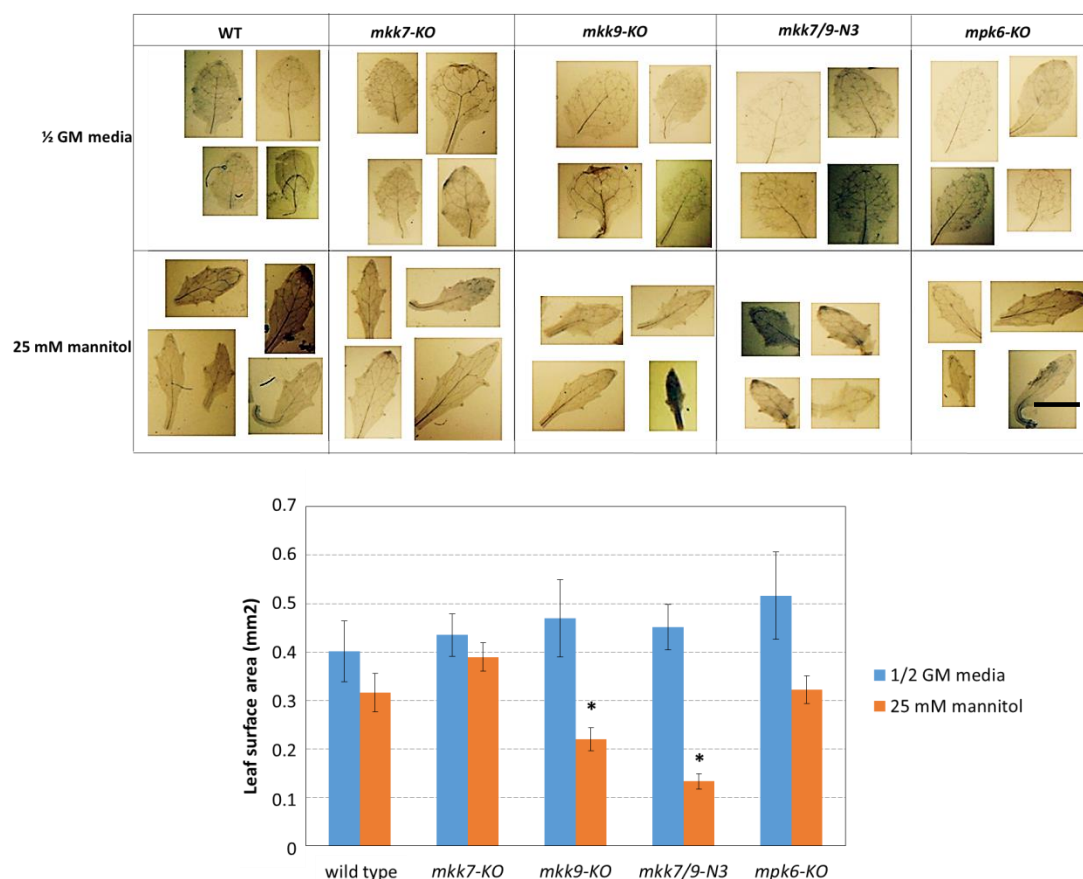 WT mkk7-KO mkk9-KO mkk7/9-N3 mpk6-KO
½ GM media
25 mM mannitol
0.7
0.6
0.5
0.4
0.3
0.2
0.1
0
Leaf surface area (mm2)
*
*
wild type mkk7-KO mkk9-KO mkk7/9-N3 mpk6-KO
1/2 GM media
25 mM mannitol